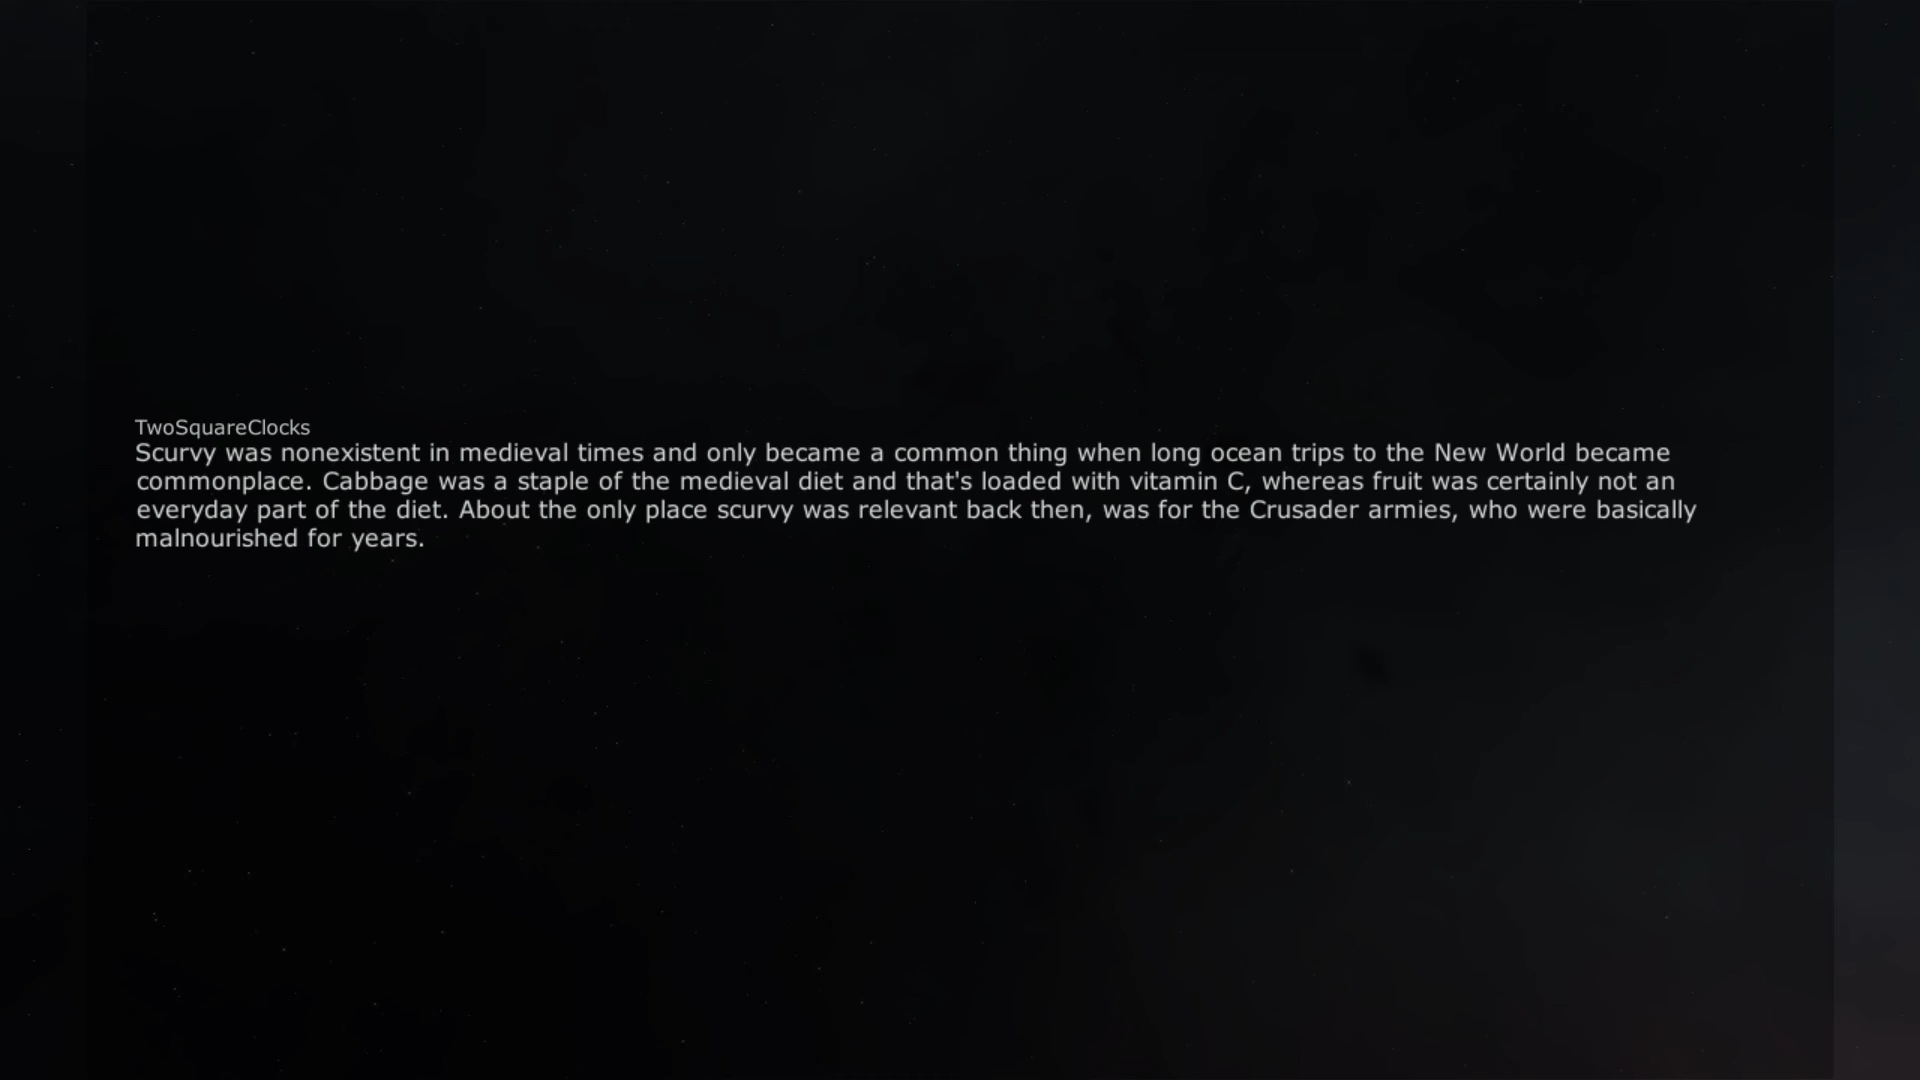 TwoSquareClocks
Scurvy was nonexistent in medieval times and only became a common thing when long ocean trips to the New World became
commonplace. Cabbage was a staple of the medieval diet and that's loaded with vitamin C, whereas fruit was certainly not an
everyday part of the diet. About the only place scurvy was relevant back then, was for the Crusader armies, who were basically
malnourished for years.